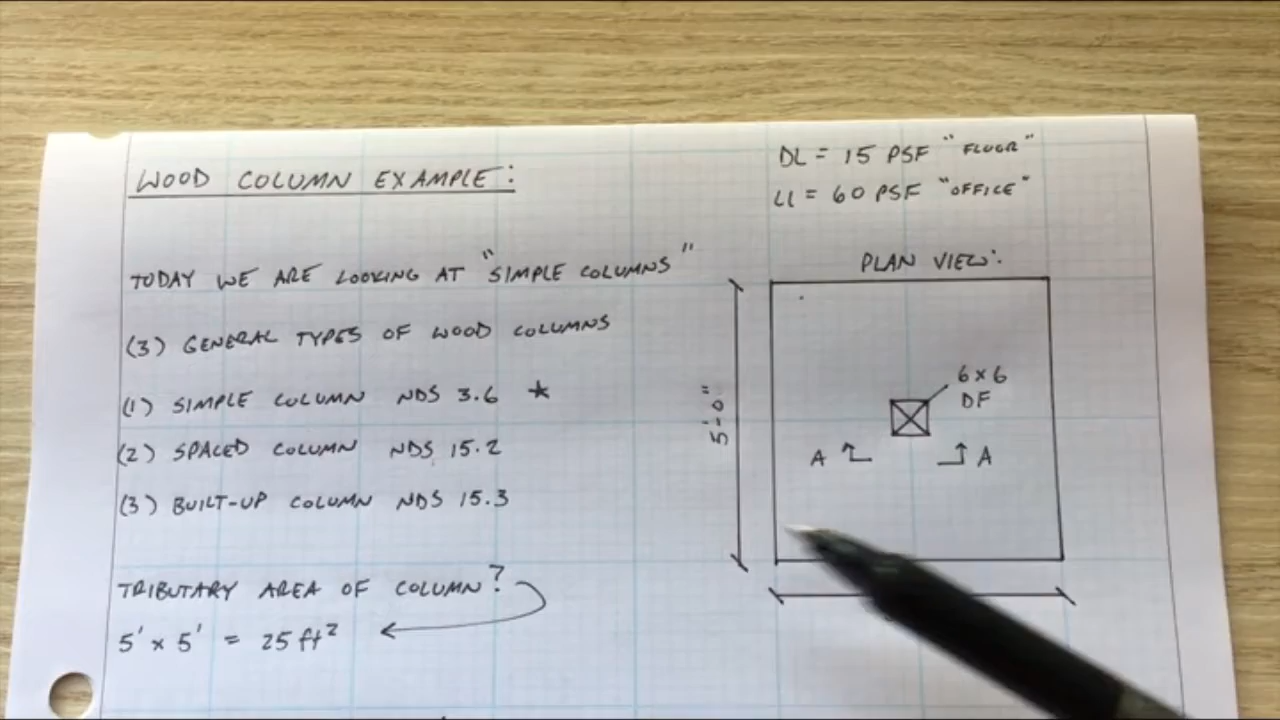 WOOD COLUMN EXAMPLE:
TODAY WE ARE LOOKING AT "SIMPLE COLUMNS"
(3) GENERAL TYPES OF WOOD COLUMNS
(1) SIMPLE COLUMN NDS 3.6 ★
(2) SPACED COLUMN NDS 15.2
(3) BUILT-UP COLUMN NDS 15.3
TRIBUTARY AREA OF COLUMN?
5' x 5' = 25 ft²
DL = 15 PSF "FLOOR"
LL = 60 PSF "OFFICE"
PLAN VIEW:
6x6
DF
5'-0"
A A